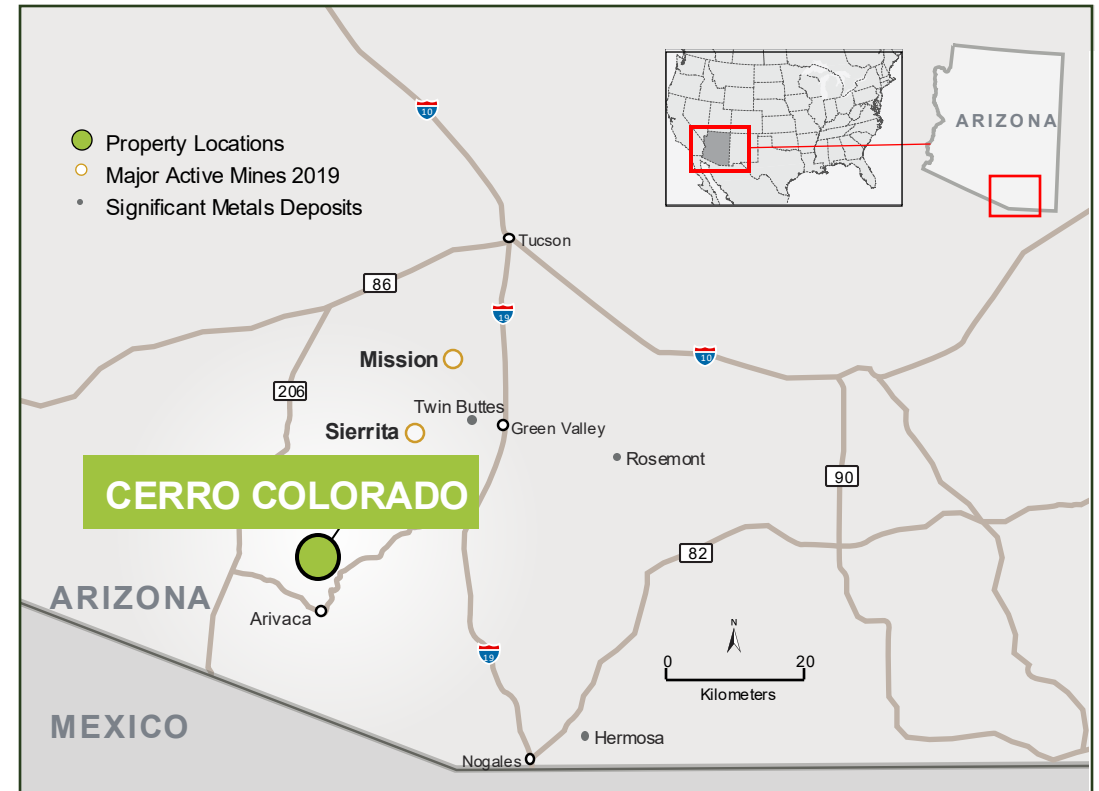 10
ARIZONA
Property Locations
Major Active Mines 2019
Significant Metals Deposits
Tucson
86
19
10
Mission
206
Twin Buttes
Green Valley
Sierrita
Rosemont
CERRO COLORADO
90
82
ARIZONA
Arivaca
N
19
0 20
Kilometers
MEXICO
Hermosa
Nogales